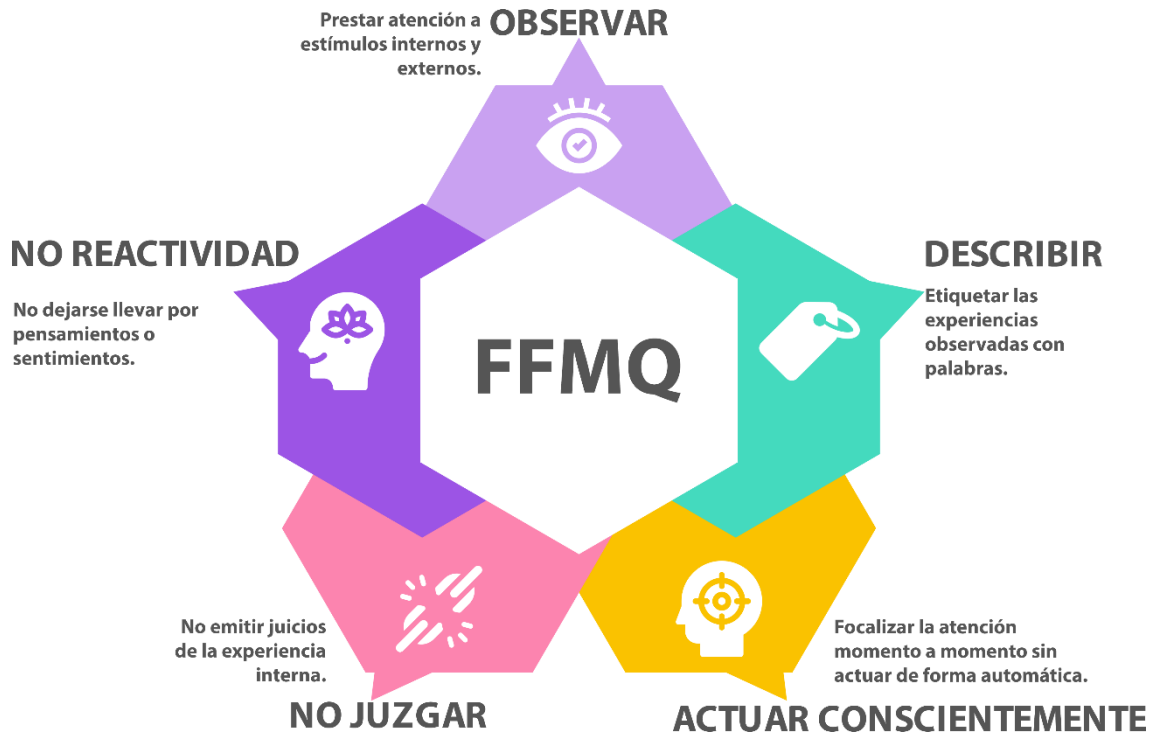 OBSERVAR
Prestar atención a
estímulos internos y
externos.
NO REACTIVIDAD
No dejarse llevar por
pensamientos o
sentimientos.
DESCRIBIR
Etiquetar las
experiencias
observadas con
palabras.
FFMQ
No emitir juicios
de la experiencia
interna.
NO JUZGAR
Focalizar la atención
momento a momento sin
actuar de forma automática.
ACTUAR CONSCIENTEMENTE